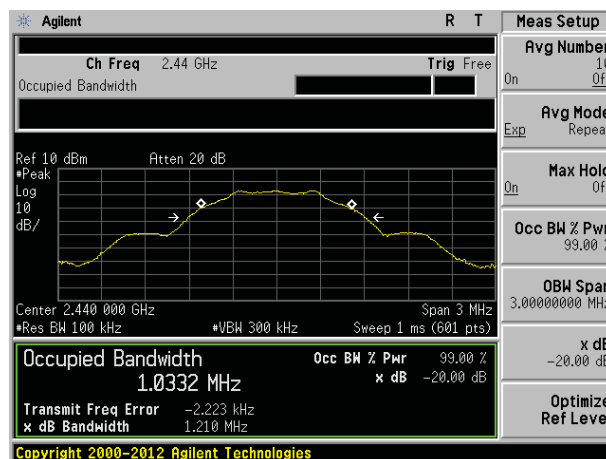 Agilent R T
Meas Setup
Ch Freq 2.44 GHz Trig Free
Occupied Bandwidth
Avg Number
10
On Of
Avg Mode
Exp Repea
Max Hold
On Of
Occ BW % Pwr
99.00 %
OBW Span
3.00000000 MHz
x dB
-20.00 dB
Optimize
Ref Leve
Ref 10 dBm Atten 20 dB
#Peak
Log
10
dB/
Center 2.440 000 GHz Span 3 MHz
#Res BW 100 kHz #VBW 300 kHz Sweep 1 ms (601 pts)
Occupied Bandwidth Occ BW % Pwr 99.00 %
1.0332 MHz x dB -20.00 dB
Transmit Freq Error -2.223 kHz
x dB Bandwidth 1.210 MHz
Copyright 2000-2012 Agilent Technologies